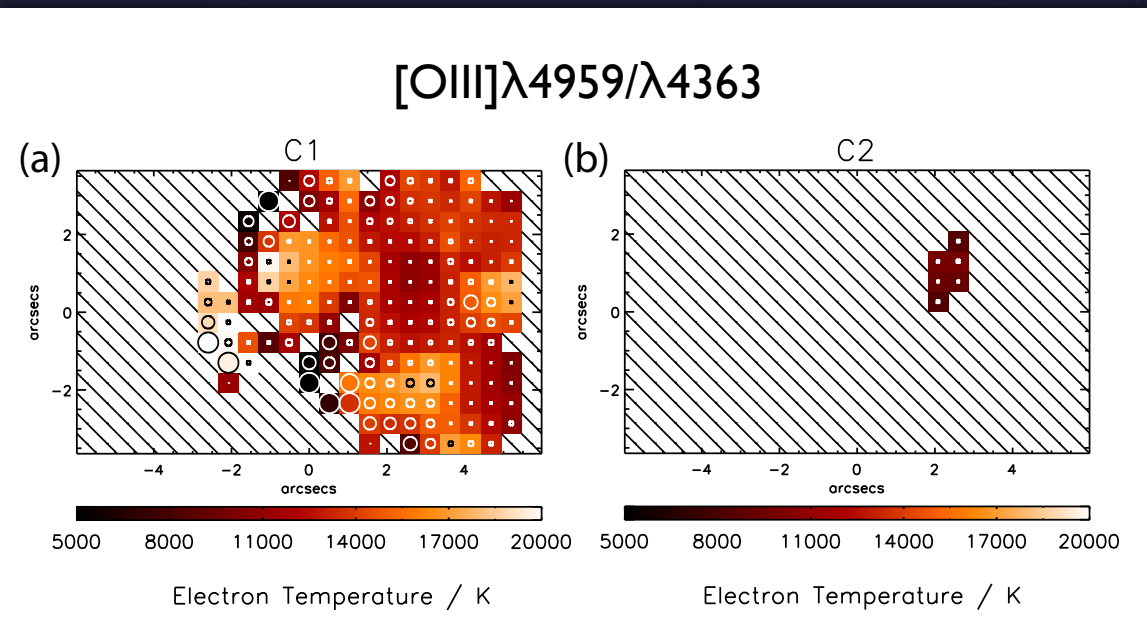 [OIII]λ4959/λ4363
(a)
C1
(b)
C2
arcsecs
2
0
−2
−4
−2
0
2
4
arcsecs
arcsecs
2
0
−2
−4
−2
0
2
4
arcsecs
5000 8000 11000 14000 17000 20000
5000 8000 11000 14000 17000 20000
Electron Temperature / K
Electron Temperature / K